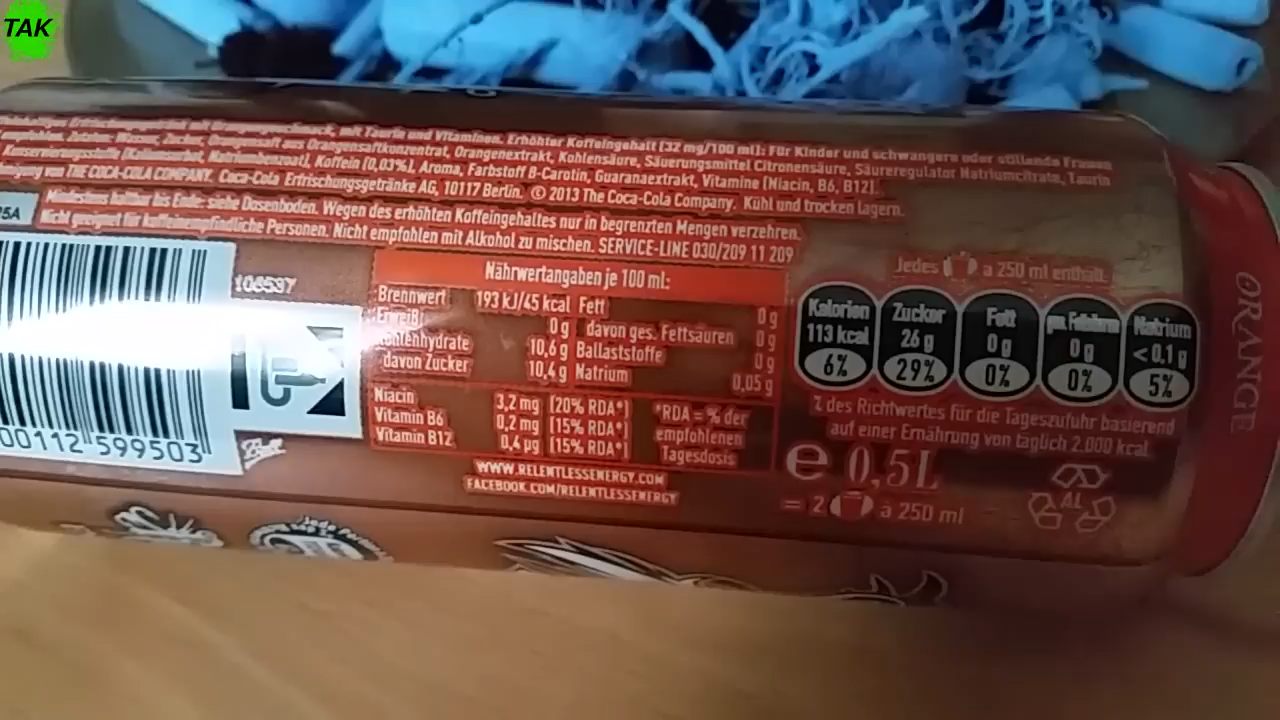 TAK
mit Taurin und Vitaminen. Erhöhter Koffeingehalt (32 mg/100 ml): Für Kinder und schwangere oder stillende Frauen
Zutaten: Wasser, Zucker, Orangensaft aus Orangensaftkonzentrat, Orangenextrakt, Kohlensäure, Säuerungsmittel Citronensäure, Säureregulator Natriumcitrate, Taurin
Koffein (0,03%), Aroma, Farbstoff B-Carotin, Guaranaextrakt, Vitamine (Niacin, B6, B12).
von THE COCA-COLA COMPANY. Coca-Cola Erfrischungsgetränke AG, 10117 Berlin. © 2013 The Coca-Cola Company. Kühl und trocken lagern.
5A
Mindestens haltbar bis Ende: siehe Dosenboden. Wegen des erhöhten Koffeingehaltes nur in begrenzten Mengen verzehren.
Nicht geeignet für koffeinempfindliche Personen. Nicht empfohlen mit Alkohol zu mischen. SERVICE-LINE 030/209 11 209
108537
00112 599503
Nährwertangaben je 100 ml:
Brennwert 193 kJ/45 kcal Fett 0 g
Eiweiß 0 g davon ges. Fettsäuren 0 g
Kohlenhydrate 10,6 g Ballaststoffe 0 g
davon Zucker 10,4 g Natrium 0,05 g
Niacin 3,2 mg (20% RDA*) *RDA = % der
Vitamin B6 0,2 mg (15% RDA*) empfohlenen
Vitamin B12 0,4 µg (15% RDA*) Tagesdosis
WWW.RELENTLESSENERGY.COM
FACEBOOK.COM/RELENTLESSENERGY
Jedes à 250 ml enthält:
Kalorien Zucker Fett Natrium
113 kcal 26 g 0 g 0 g < 0,1 g
6% 29% 0% 0% 5%
% des Richtwertes für die Tageszufuhr basierend
auf einer Ernährung von täglich 2.000 kcal
e 0,5L
= 2 à 250 ml
AL
ORANGE